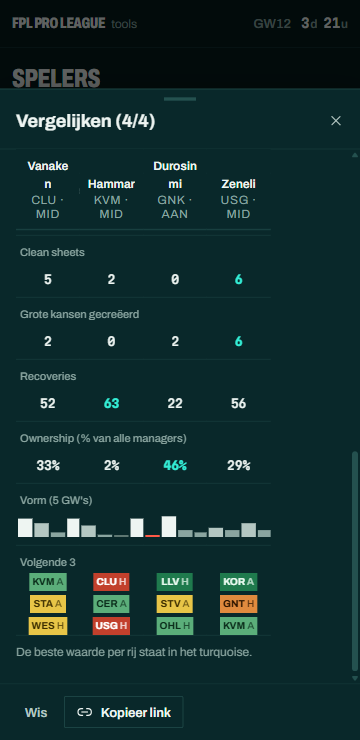 FPL PRO LEAGUE tools GW12 3d 21u
SPELERS
Vergelijken (4/4)
Vanake Durosin
n Hammar mi Zeneli
CLU · KVM · GNK · USG ·
MID MID AAN MID
Clean sheets
5 2 0 6
Grote kansen gecreëerd
2 0 2 6
Recoveries
52 63 22 56
Ownership (% van alle managers)
33% 2% 46% 29%
Vorm (5 GW's)
Volgende 3
KVM A CLU H LLV H KOR A
STA A CER A STV A GNT H
WES H USG H OHL H KVM A
De beste waarde per rij staat in het turquoise.
Wis Kopieer link